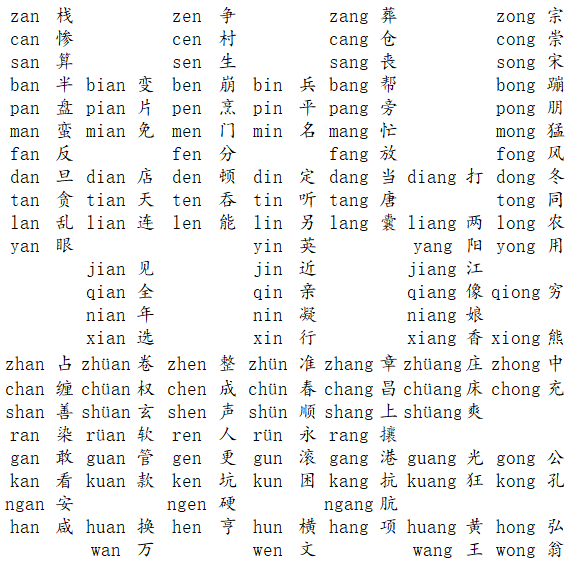 zan 栈 zen 争 zang 葬 zong 宗
can 惨 cen 村 cang 仓 cong 崇
san 算 sen 生 sang 丧 song 宋
ban 半 bian 变 ben 崩 bin 兵 bang 帮 bong 蹦
pan 盘 pian 片 pen 烹 pin 平 pang 旁 pong 朋
man 蛮 mian 免 men 门 min 名 mang 忙 mong 猛
fan 反 fen 分 fang 放 fong 风
dan 旦 dian 店 den 顿 din 定 dang 当 diang 打 dong 冬
tan 贪 tian 天 ten 吞 tin 听 tang 唐 tong 同
lan 乱 lian 连 len 能 lin 另 lang 囊 liang 两 long 农
yan 眼 yin 英 yang 阳 yong 用
jian 见 jin 近 jiang 江
qian 全 qin 亲 qiang 像 qiong 穷
nian 年 nin 凝 niang 娘
xian 选 xin 行 xiang 香 xiong 熊
zhan 占 zhüan 卷 zhen 整 zhün 准 zhang 章 zhüang 庄 zhong 中
chan 缠 chüan 权 chen 成 chün 春 chang 昌 chüang 床 chong 充
shan 善 shüan 玄 shen 声 shün 顺 shang 上 shüang 爽
ran 染 rüan 软 ren 人 rün 永 rang 攘
gan 敢 guan 管 gen 更 gun 滚 gang 港 guang 光 gong 公
kan 看 kuan 款 ken 坑 kun 困 kang 抗 kuang 狂 kong 孔
ngan 安 ngen 硬 ngang 肮
han 咸 huan 换 hen 亨 hun 横 hang 项 huang 黄 hong 弘
wan 万 wen 文 wang 王 wong 翁